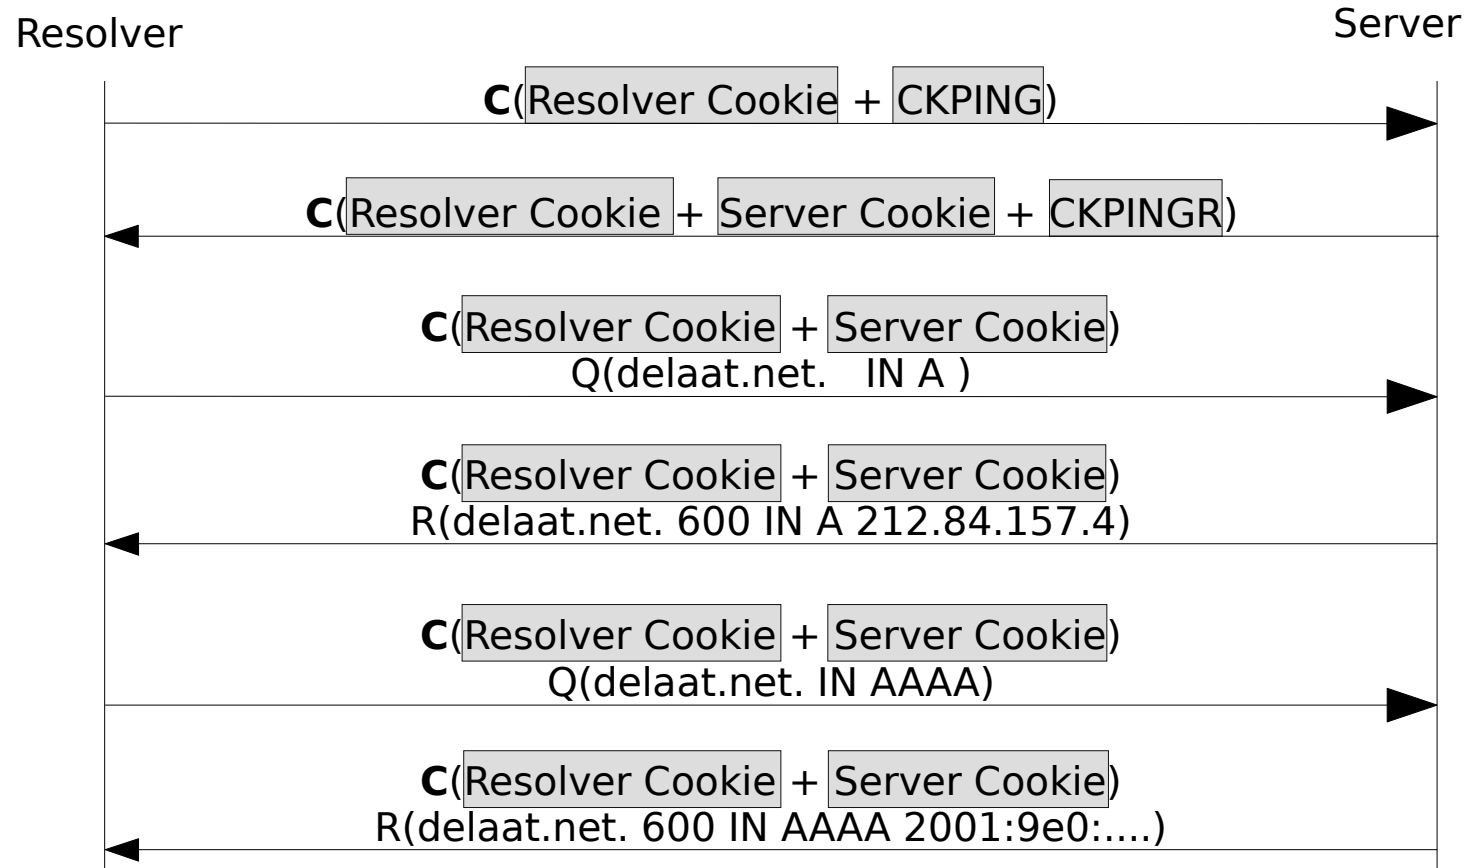 Resolver
Server
C(Resolver Cookie + CKPING)
C(Resolver Cookie + Server Cookie + CKPINGR)
C(Resolver Cookie + Server Cookie)
Q(delaat.net. IN A )
C(Resolver Cookie + Server Cookie)
R(delaat.net. 600 IN A 212.84.157.4)
C(Resolver Cookie + Server Cookie)
Q(delaat.net. IN AAAA)
C(Resolver Cookie + Server Cookie)
R(delaat.net. 600 IN AAAA 2001:9e0:....)